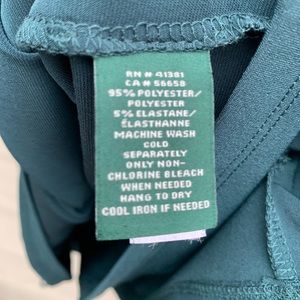 RN # 41381
CA # 56658
95% POLYESTER/
POLYESTER
5% ELASTANE/
ÉLASTHANNE
MACHINE WASH
COLD
SEPARATELY
ONLY NON-
CHLORINE BLEACH
WHEN NEEDED
HANG TO DRY
COOL IRON IF NEEDED